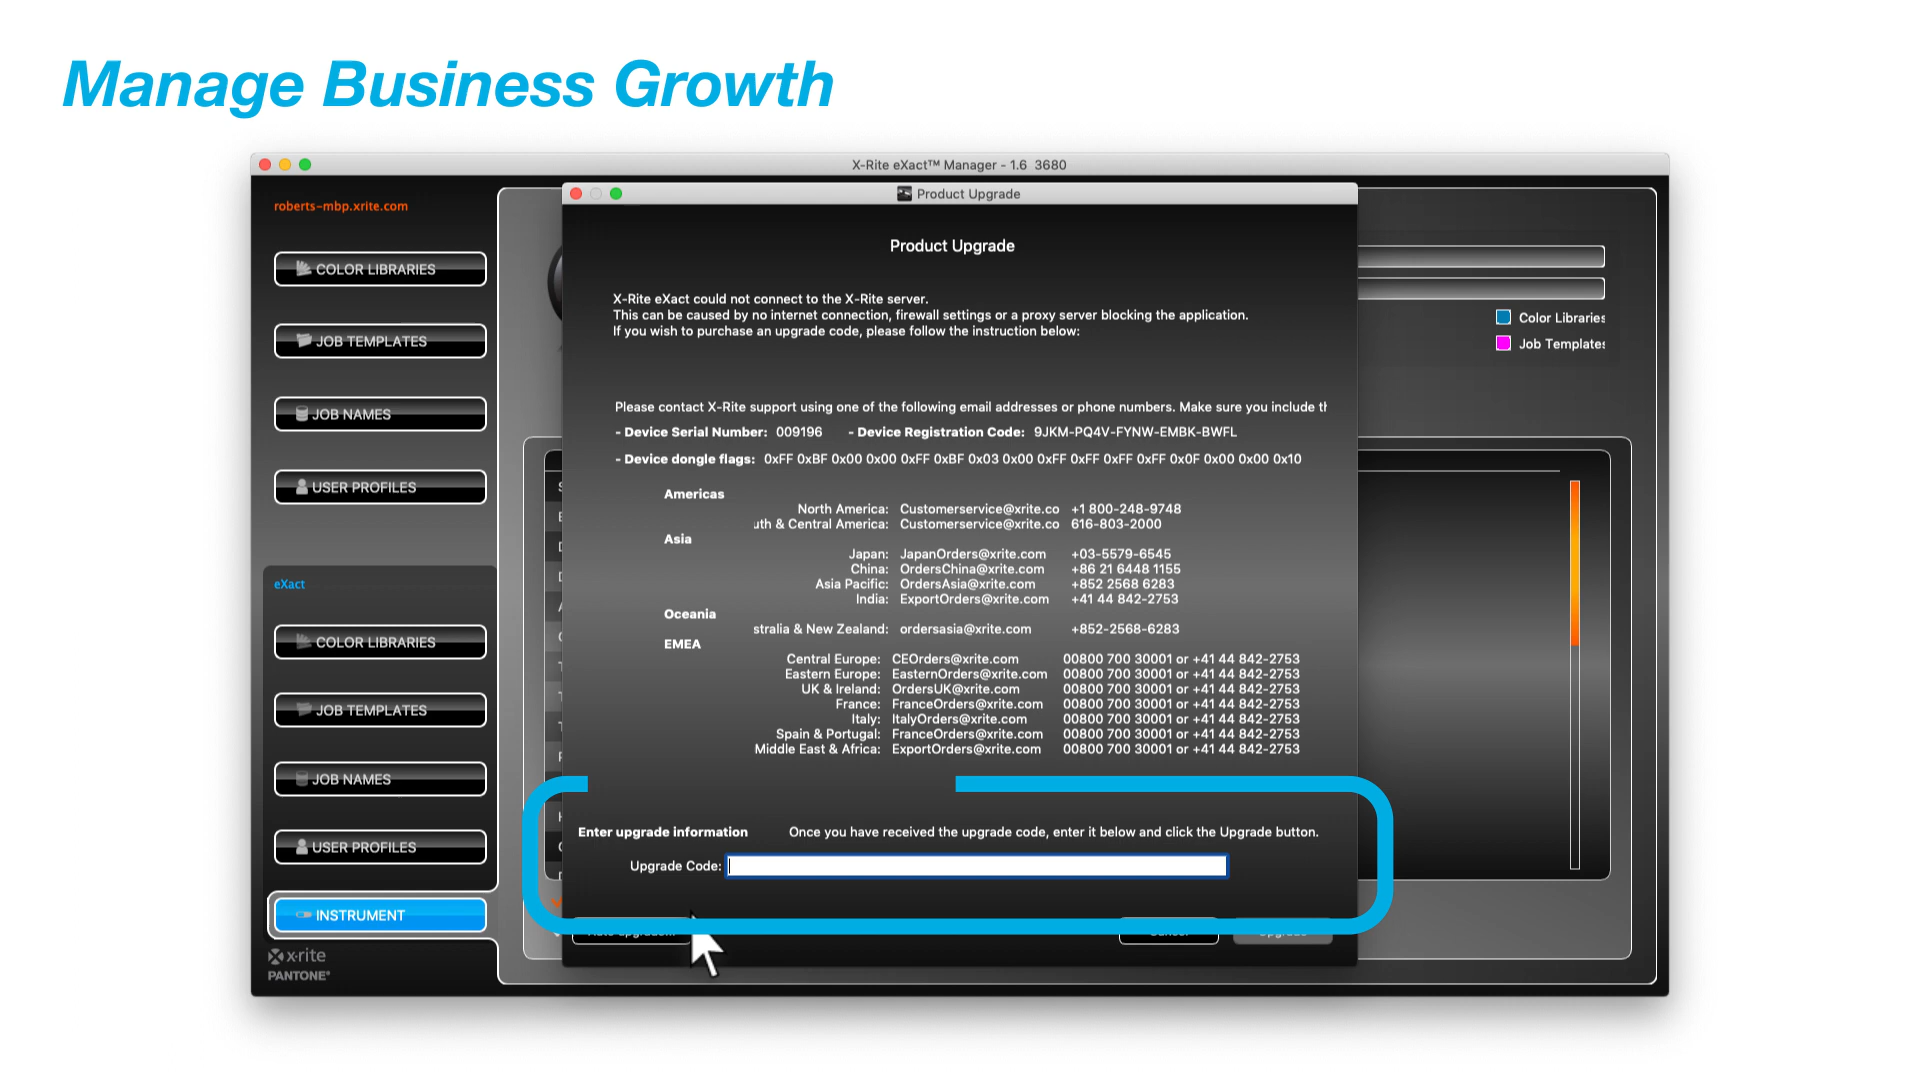 Manage Business Growth
X-Rite eXact™ Manager - 1.6 3680
roberts-mbp.xrite.com
COLOR LIBRARIES
JOB TEMPLATES
JOB NAMES
USER PROFILES
eXact
COLOR LIBRARIES
JOB TEMPLATES
JOB NAMES
USER PROFILES
INSTRUMENT
x·rite
PANTONE®
Product Upgrade
Product Upgrade
X-Rite eXact could not connect to the X-Rite server.
This can be caused by no internet connection, firewall settings or a proxy server blocking the application.
If you wish to purchase an upgrade code, please follow the instruction below:
Please contact X-Rite support using one of the following email addresses or phone numbers. Make sure you include th
- Device Serial Number: 009196 - Device Registration Code: 9JKM-PQ4V-FYNW-EMBK-BWFL
- Device dongle flags: 0xFF 0xBF 0x00 0x00 0xFF 0xBF 0x03 0x00 0xFF 0xFF 0xFF 0xFF 0x0F 0x00 0x00 0x10
Americas
North America: Customerservice@xrite.co +1 800-248-9748
uth & Central America: Customerservice@xrite.co 616-803-2000
Asia
Japan: JapanOrders@xrite.com +03-5579-6545
China: OrdersChina@xrite.com +86 21 6448 1155
Asia Pacific: OrdersAsia@xrite.com +852 2568 6283
India: ExportOrders@xrite.com +41 44 842-2753
Oceania
stralia & New Zealand: ordersasia@xrite.com +852-2568-6283
EMEA
Central Europe: CEOrders@xrite.com 00800 700 30001 or +41 44 842-2753
Eastern Europe: EasternOrders@xrite.com 00800 700 30001 or +41 44 842-2753
UK & Ireland: OrdersUK@xrite.com 00800 700 30001 or +41 44 842-2753
France: FranceOrders@xrite.com 00800 700 30001 or +41 44 842-2753
Italy: ItalyOrders@xrite.com 00800 700 30001 or +41 44 842-2753
Spain & Portugal: FranceOrders@xrite.com 00800 700 30001 or +41 44 842-2753
Middle East & Africa: ExportOrders@xrite.com 00800 700 30001 or +41 44 842-2753
Enter upgrade information Once you have received the upgrade code, enter it below and click the Upgrade button.
Upgrade Code:
Color Libraries
Job Templates